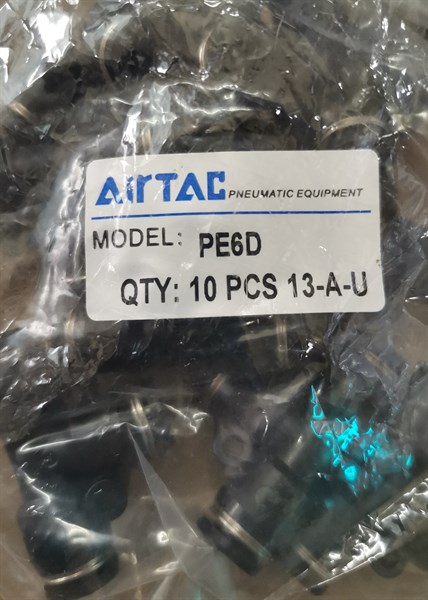 AirTAC PNEUMATIC EQUIPMENT
MODEL: PE6D
QTY: 10 PCS 13-A-U